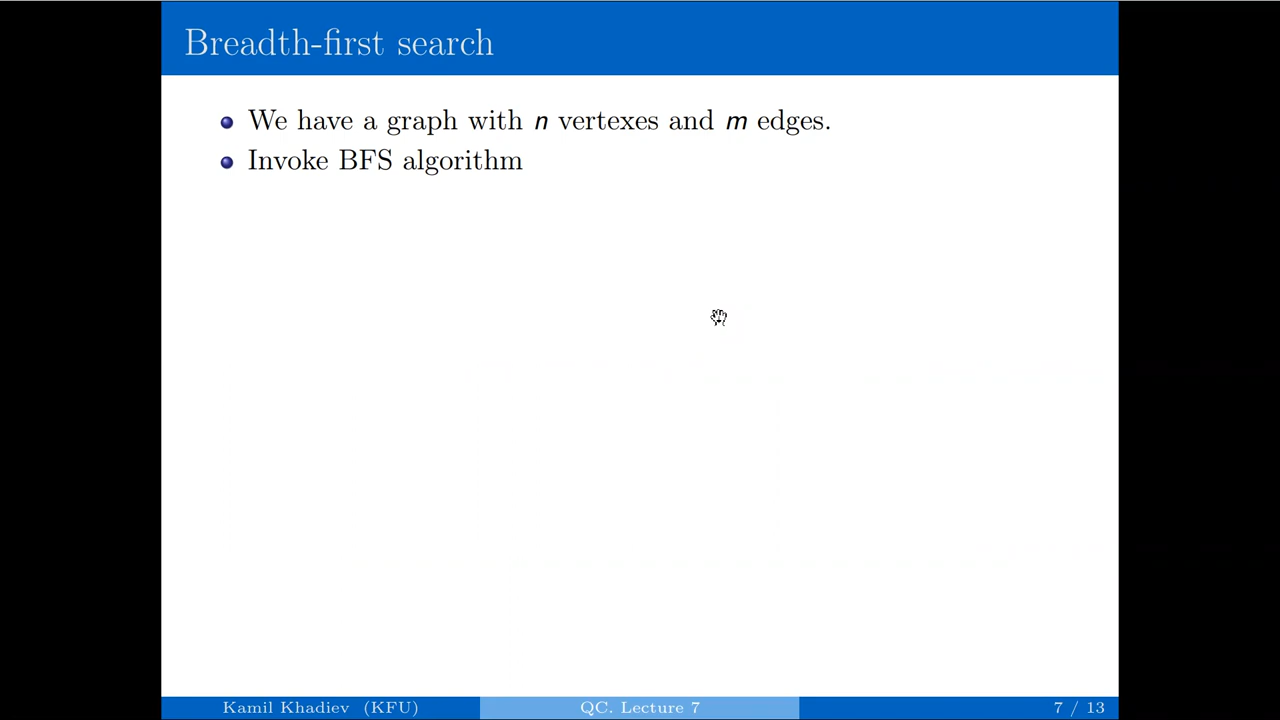 Breadth-first search
We have a graph with n vertexes and m edges.
Invoke BFS algorithm
Kamil Khadiev (KFU) QC. Lecture 7 7 / 13